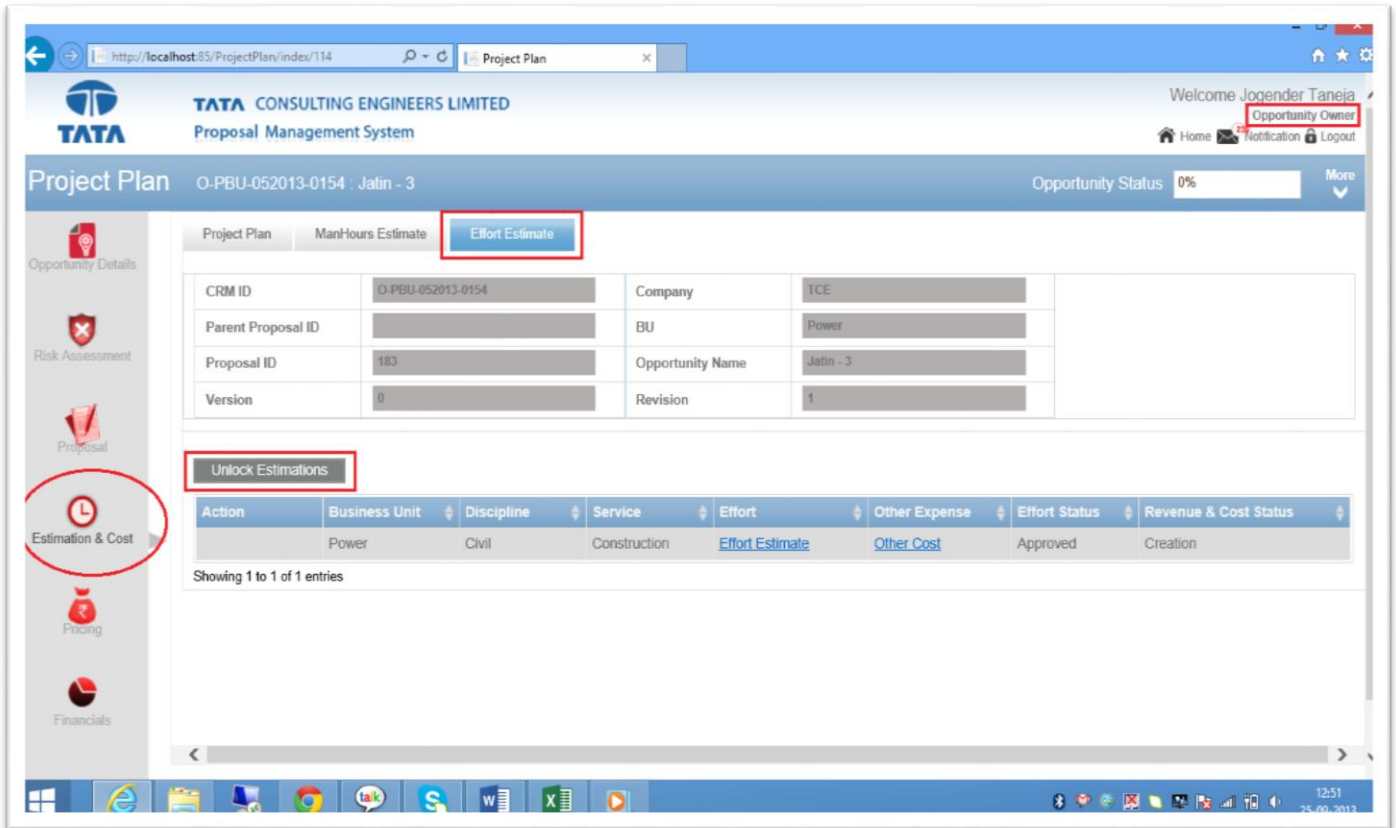 http://localhost:85/ProjectPlan/index/114
Project Plan
TATA
TATA CONSULTING ENGINEERS LIMITED
Proposal Management System
Welcome Jogender Taneja
Opportunity Owner
Home Notification Logout
Project Plan O-PBU-052013-0154 : Jatin - 3 Opportunity Status 0% More
Opportunity Details
Risk Assessment
Proposal
Estimation & Cost
Pricing
Financials
Project Plan ManHours Estimate Effort Estimate
CRM ID O-PBU-052013-0154 Company TCE
Parent Proposal ID BU Power
Proposal ID 183 Opportunity Name Jatin - 3
Version 0 Revision 1
Unlock Estimations
Action Business Unit Discipline Service Effort Other Expense Effort Status Revenue & Cost Status
Power Civil Construction Effort Estimate Other Cost Approved Creation
Showing 1 to 1 of 1 entries
talk
12:51
25-09-2013